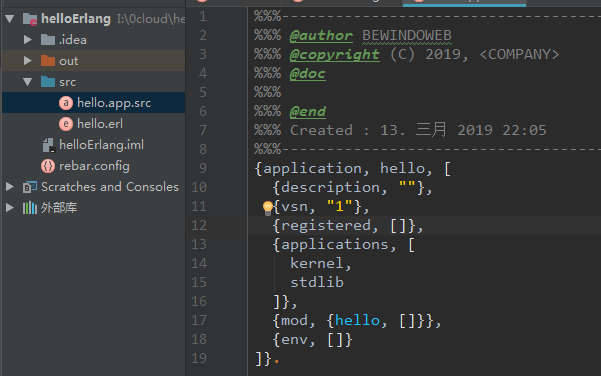 helloErlang I:\0cloud\he
.idea
out
src
hello.app.src
hello.erl
helloErlang.iml
rebar.config
Scratches and Consoles
外部库
1 %%%-------------------------------------------------------------------
2 %%% @author BEWINDOWEB
3 %%% @copyright (C) 2019, <COMPANY>
4 %%% @doc
5 %%%
6 %%% @end
7 %%% Created : 13. 三月 2019 22:05
8 %%%-------------------------------------------------------------------
9 {application, hello, [
10 {description, ""},
11 {vsn, "1"},
12 {registered, []},
13 {applications, [
14 kernel,
15 stdlib
16 ]},
17 {mod, {hello, []}},
18 {env, []}
19 ]}.